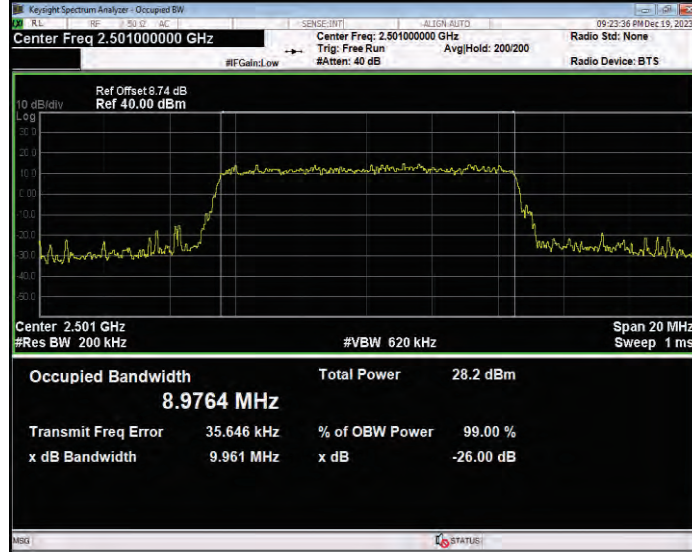 Keysight Spectrum Analyzer - Occupied BW
RL RF 50 Ω AC SENSE:INT ALIGN AUTO 09:23:36 PM Dec 19, 2023
Center Freq 2.501000000 GHz Center Freq: 2.501000000 GHz Radio Std: None
Trig: Free Run Avg|Hold: 200/200
#IFGain:Low #Atten: 40 dB Radio Device: BTS
Ref Offset 8.74 dB
10 dB/div Ref 40.00 dBm
Log
30.0
20.0
10.0
0.00
-10.0
-20.0
-30.0
-40.0
-50.0
Center 2.501 GHz Span 20 MHz
#Res BW 200 kHz #VBW 620 kHz Sweep 1 ms
Occupied Bandwidth Total Power 28.2 dBm
8.9764 MHz
Transmit Freq Error 35.646 kHz % of OBW Power 99.00 %
x dB Bandwidth 9.961 MHz x dB -26.00 dB
MSG STATUS